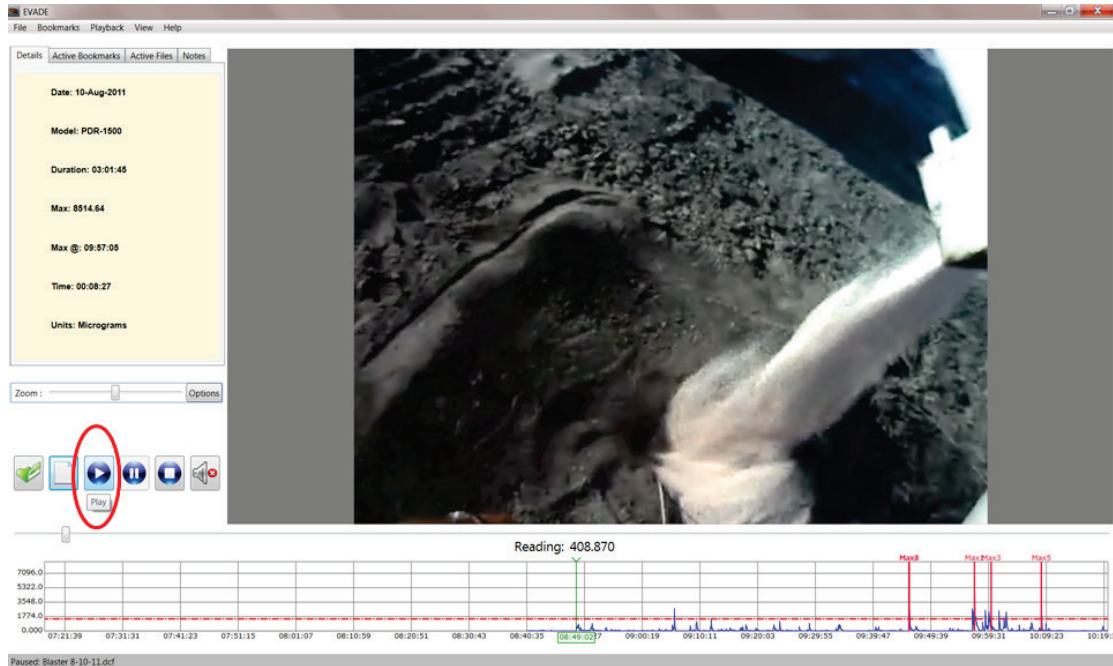 EVADE
File Bookmarks Playback View Help
Details Active Bookmarks Active Files Notes
Date: 10-Aug-2011
Model: PDR-1500
Duration: 03:01:45
Max: 8514.64
Max @: 09:57:05
Time: 00:08:27
Units: Micrograms
Zoom : Options
Play
Reading: 408.870
Max5
7096.0
5322.0
3548.0
1774.0
0.000
07:21:39 07:31:31 07:41:23 07:51:15 08:01:07 08:10:59 08:20:51 08:30:43 08:40:35 08:49:02 09:00:19 09:10:11 09:20:03 09:29:55 09:39:47 09:49:39 09:59:31 10:09:23
Paused: Blaster 8-10-11.dcf